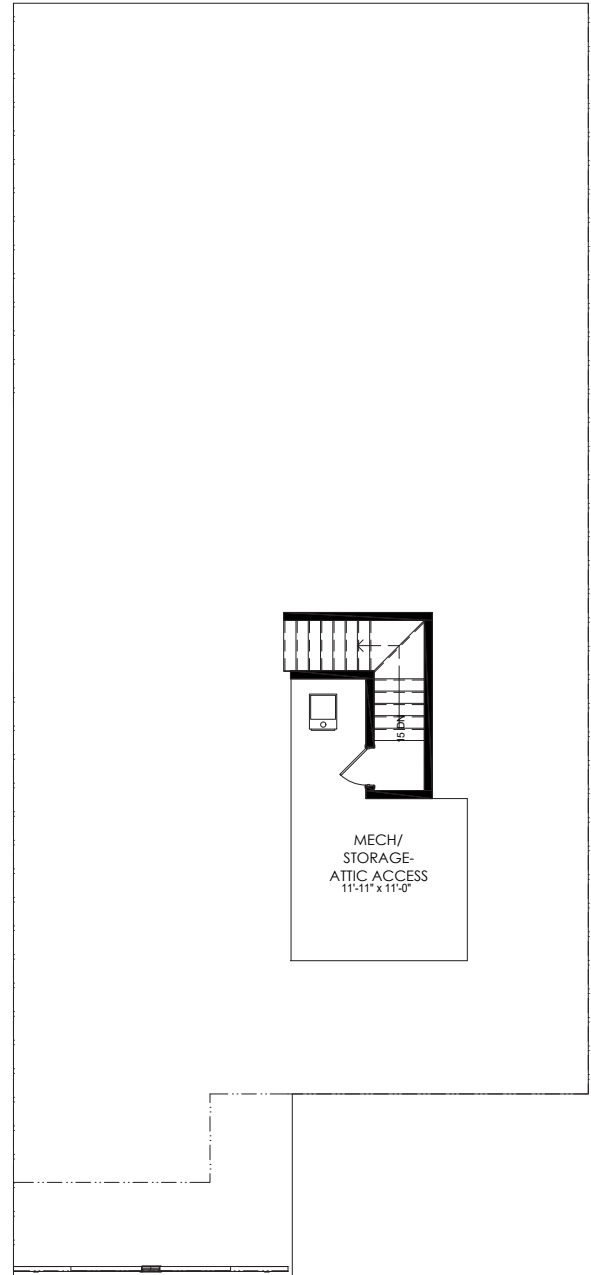 15 DN
MECH/
STORAGE-
ATTIC ACCESS
11'-11" x 11'-0"